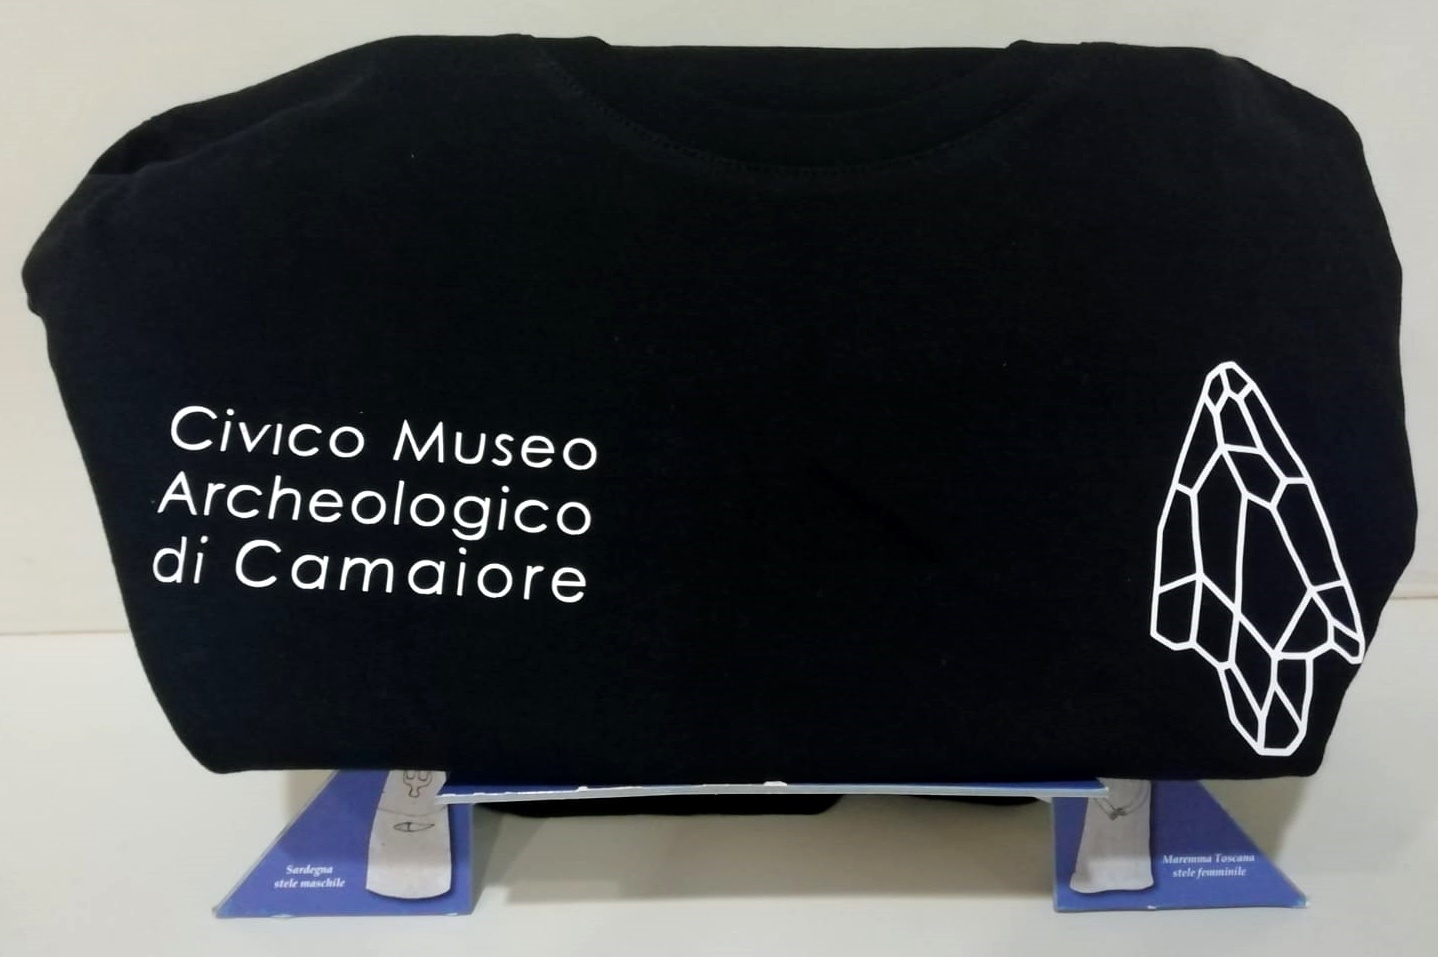 Civico Museo
Archeologico
di Camaiore
Sardegna
stele maschile
Maremma Toscana
stele femminile